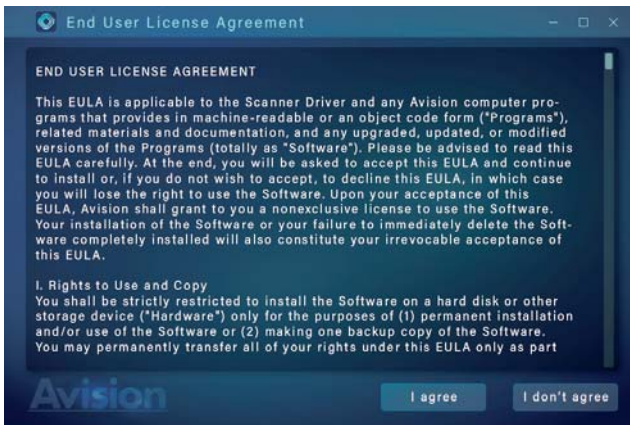 End User License Agreement
END USER LICENSE AGREEMENT
This EULA is applicable to the Scanner Driver and any Avision computer pro-
grams that provides in machine-readable or an object code form ("Programs"),
related materials and documentation, and any upgraded, updated, or modified
versions of the Programs (totally as "Software"). Please be advised to read this
EULA carefully. At the end, you will be asked to accept this EULA and continue
to install or, if you do not wish to accept, to decline this EULA, in which case
you will lose the right to use the Software. Upon your acceptance of this
EULA, Avision shall grant to you a nonexclusive license to use the Software.
Your installation of the Software or your failure to immediately delete the Soft-
ware completely installed will also constitute your irrevocable acceptance of
this EULA.
I. Rights to Use and Copy
You shall be strictly restricted to install the Software on a hard disk or other
storage device ("Hardware") only for the purposes of (1) permanent installation
and/or use of the Software or (2) making one backup copy of the Software.
You may permanently transfer all of your rights under this EULA only as part
Avision
I agree
I don't agree